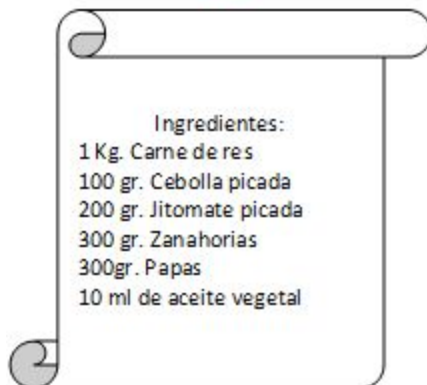 Ingredientes:
1 Kg. Carne de res
100 gr. Cebolla picada
200 gr. Jitomate picada
300 gr. Zanahorias
300gr. Papas
10 ml de aceite vegetal